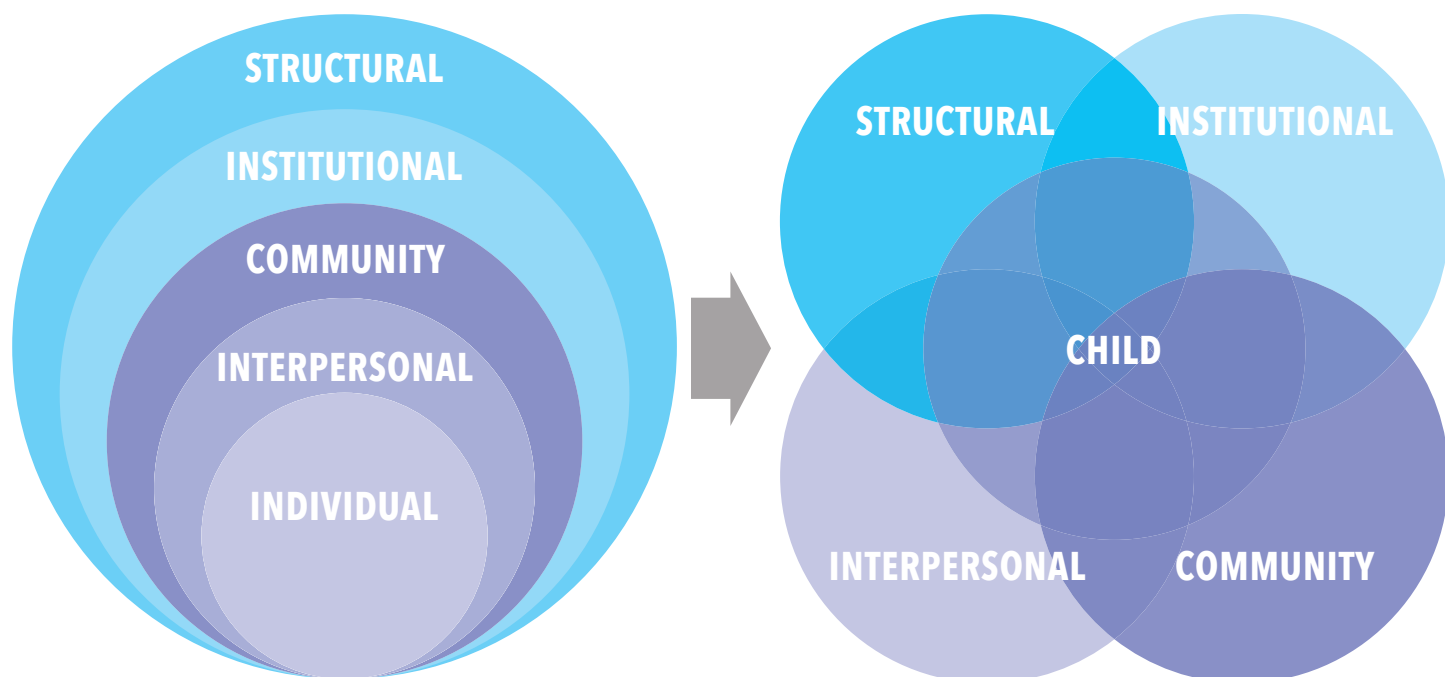 STRUCTURAL
INSTITUTIONAL
COMMUNITY
INTERPERSONAL
INDIVIDUAL
STRUCTURAL
INSTITUTIONAL
CHILD
INTERPERSONAL
COMMUNITY